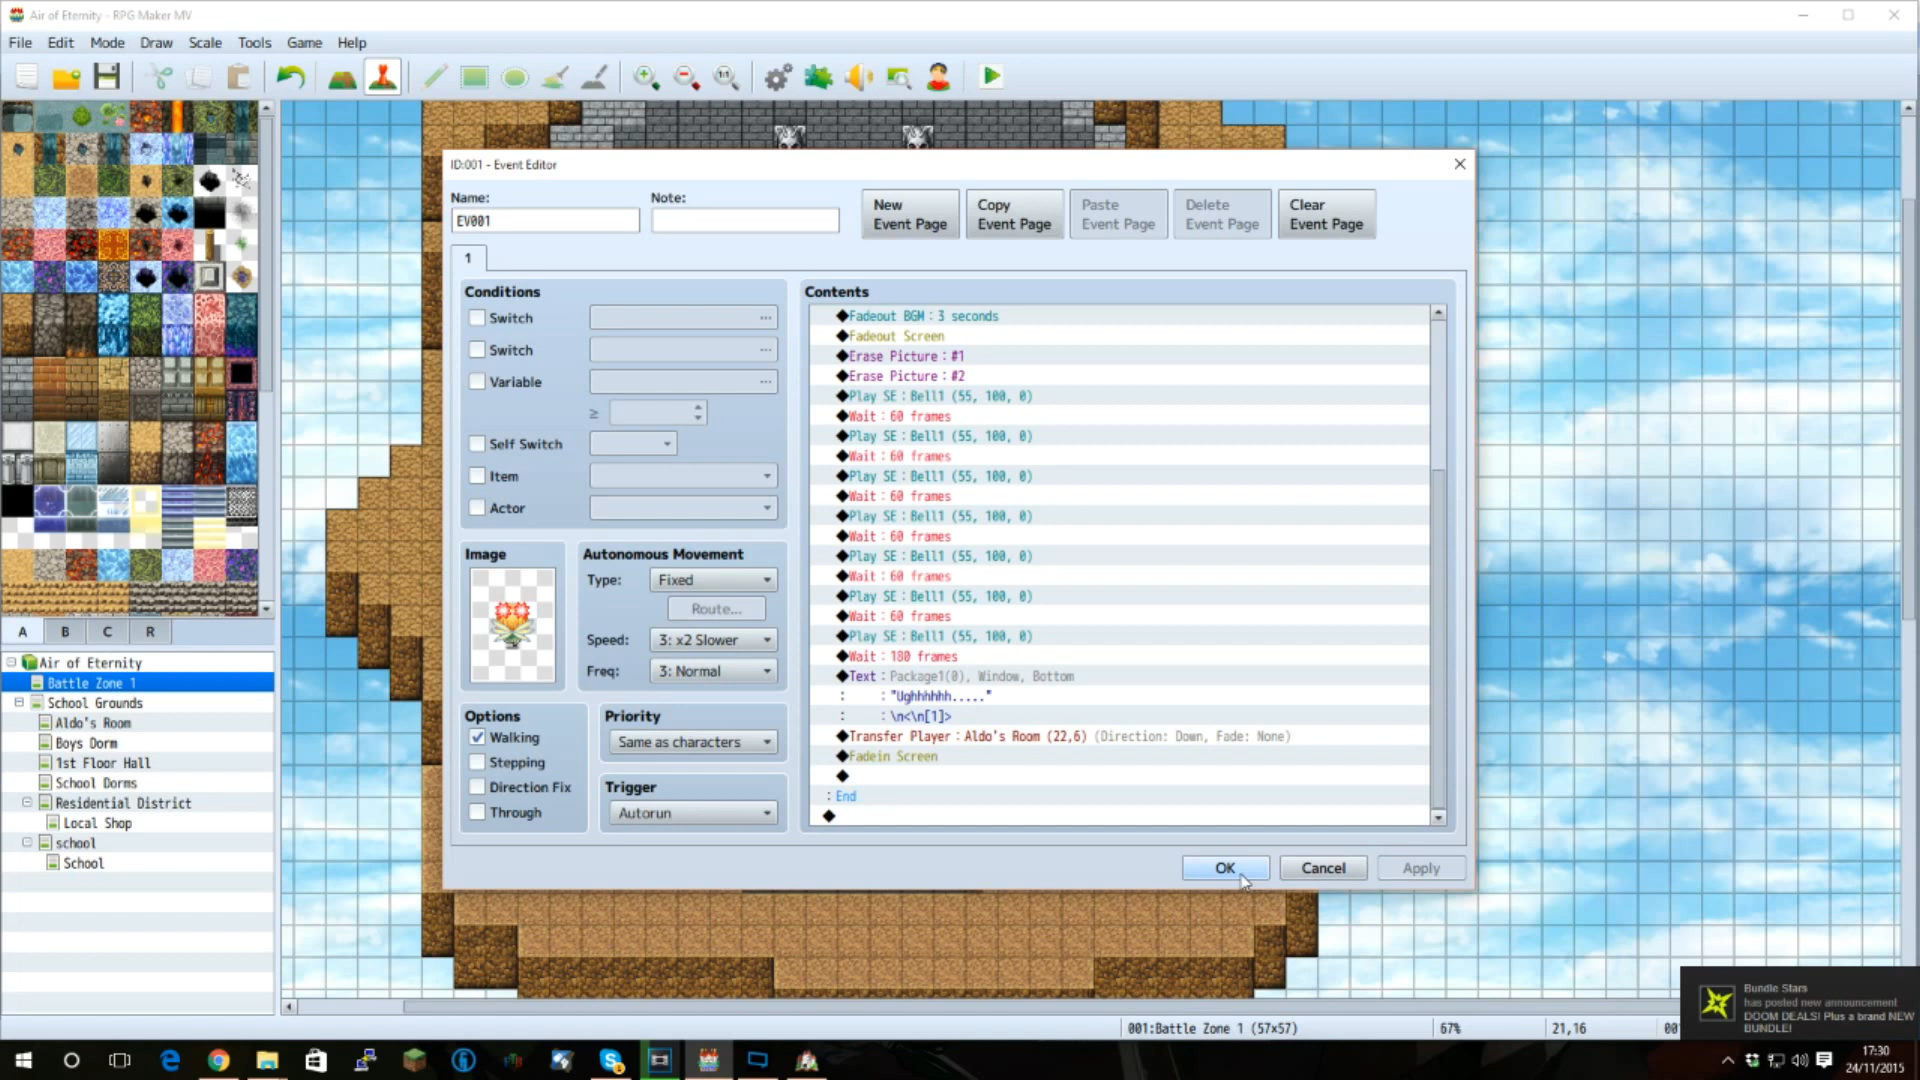 Air of Eternity - RPG Maker MV
File Edit Mode Draw Scale Tools Game Help
ID:001 - Event Editor
Name:
Note:
EV001
New
Event Page
Copy
Event Page
Paste
Event Page
Delete
Event Page
Clear
Event Page
1
Conditions
Switch ...
Switch ...
Variable ...
≥
Self Switch
Item
Actor
Image
Autonomous Movement
Type: Fixed
Route...
Speed: 3: x2 Slower
Freq: 3: Normal
Options
Walking
Stepping
Direction Fix
Through
Priority
Same as characters
Trigger
Autorun
Contents
◆Fadeout BGM : 3 seconds
◆Fadeout Screen
◆Erase Picture : #1
◆Erase Picture : #2
◆Play SE : Bell1 (55, 100, 0)
◆Wait : 60 frames
◆Play SE : Bell1 (55, 100, 0)
◆Wait : 60 frames
◆Play SE : Bell1 (55, 100, 0)
◆Wait : 60 frames
◆Play SE : Bell1 (55, 100, 0)
◆Wait : 60 frames
◆Play SE : Bell1 (55, 100, 0)
◆Wait : 60 frames
◆Play SE : Bell1 (55, 100, 0)
◆Wait : 60 frames
◆Play SE : Bell1 (55, 100, 0)
◆Wait : 180 frames
◆Text : Package1(0), Window, Bottom
: : "Ughhhhhh....."
: : \n<\n[1]>
◆Transfer Player : Aldo's Room (22,6) (Direction: Down, Fade: None)
◆Fadein Screen
◆
: End
◆
OK
Cancel
Apply
A B C R
Air of Eternity
Battle Zone 1
School Grounds
Aldo's Room
Boys Dorm
1st Floor Hall
School Dorms
Residential District
Local Shop
school
School
001:Battle Zone 1 (57x57)
67%
21,16
Bundle Stars
has posted new announcement
DOOM DEALS! Plus a brand NEW
BUNDLE!
17:30
24/11/2015